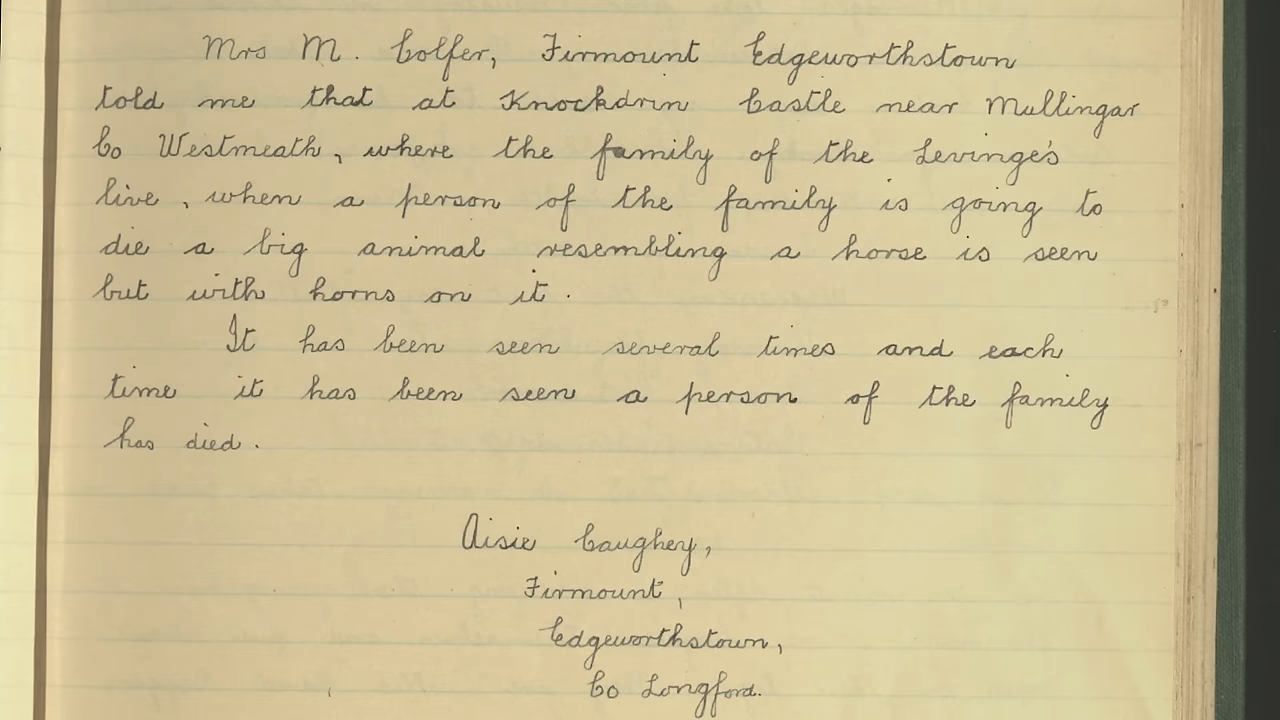 Mrs M. Colfer, Firmount Edgeworthstown
told me that at Knockdrin Castle near Mullingar
Co Westmeath, where the family of the Levinge's
live, when a person of the family is going to
die a big animal resembling a horse is seen
but with horns on it.
It has been seen several times and each
time it has been seen a person of the family
has died.
Aisie Caughey,
Firmount,
Edgeworthstown,
Co Longford.